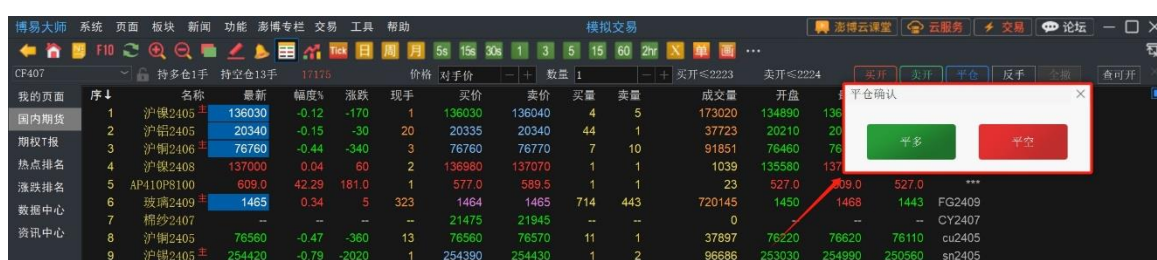 博易大师 系统 页面 板块 新闻 功能 澎博专栏 交易 工具 帮助 模拟交易 澎博云课堂 云服务 交易 论坛
F10 Tick 日 周 月 5s 15s 30s 1 3 5 15 60 2hr X 单 画 ...
CF407 持多仓1手 持空仓13手 17175 价格 对手价 - + 数量 1 - + 买开≤2223 卖开≤2224 买开 卖开 平仓 反手 全撤 查可开
我的页面 序↓ 名称 最新 幅度% 涨跌 现手 买价 卖价 买量 卖量 成交量 开盘 平仓确认
国内期货 1 沪镍2405 主 136030 -0.12 -170 1 136030 136040 4 5 173020 134890
2 沪铝2405 20340 -0.15 -30 20 20335 20340 44 1 37723 20210 平多 平空
期权T报 3 沪铜2406 主 76760 -0.44 -340 3 76760 76770 7 10 91851 76460
热点排名 4 沪镍2408 137000 0.04 60 2 136980 137070 1 1 1039 135580
涨跌排名 5 AP410P8100 609.0 42.29 181.0 1 577.0 589.5 1 1 23 527.0 609.0 527.0 ***
数据中心 6 玻璃2409 主 1465 0.34 5 323 1464 1465 714 443 720145 1450 1468 1443 FG2409
7 棉纱2407 -- -- -- -- 21475 21945 -- -- 0 -- -- -- CY2407
资讯中心 8 沪铜2405 76560 -0.47 -360 13 76560 76570 11 1 37897 76220 76620 76110 cu2405
9 沪锡2405 主 254420 -0.79 -2020 1 254390 254430 1 2 96686 253030 254990 250560 sn2405